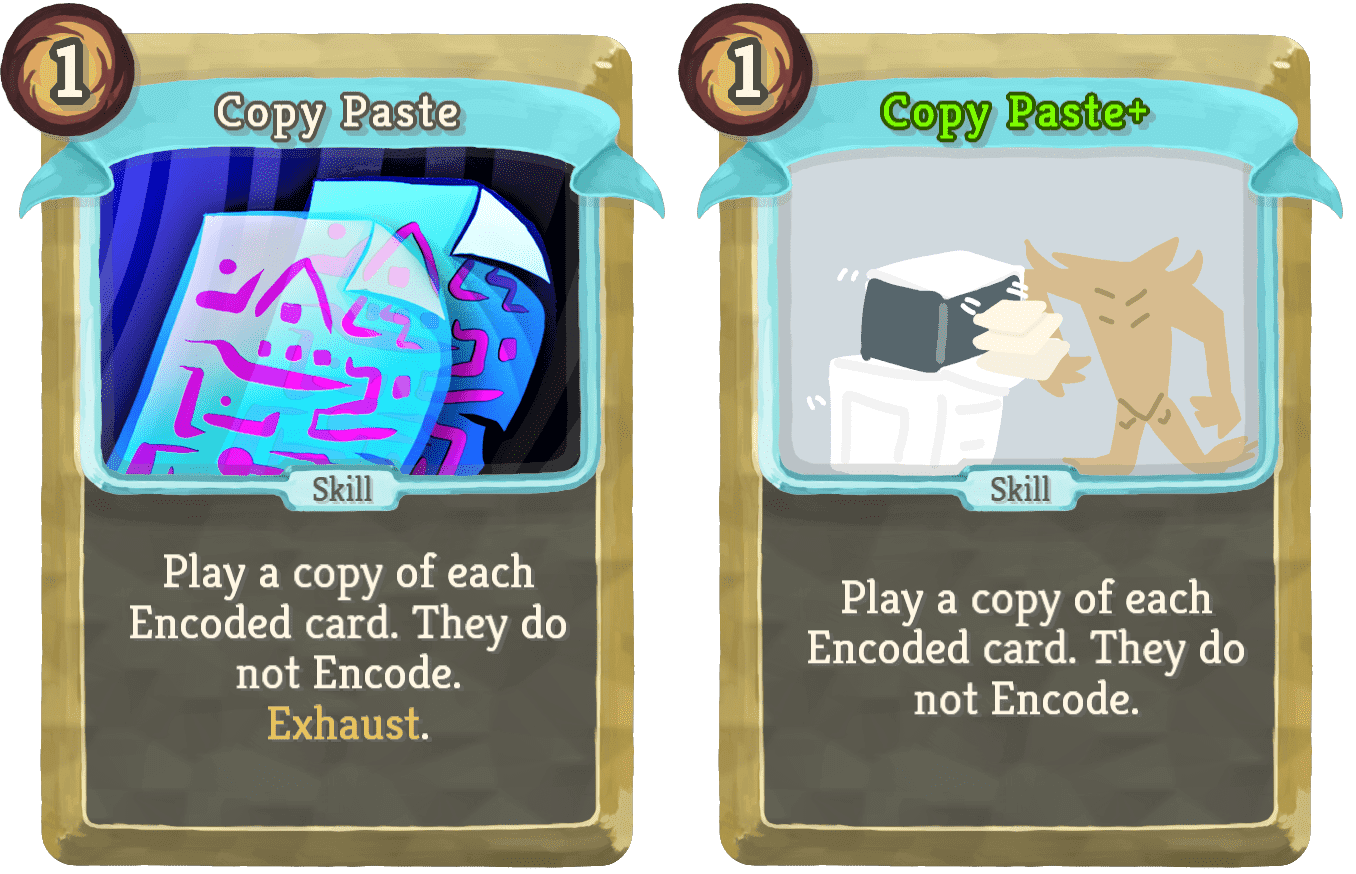 1
Copy Paste
Skill
Play a copy of each
Encoded card. They do
not Encode.
Exhaust.
1
Copy Paste+
Skill
Play a copy of each
Encoded card. They do
not Encode.